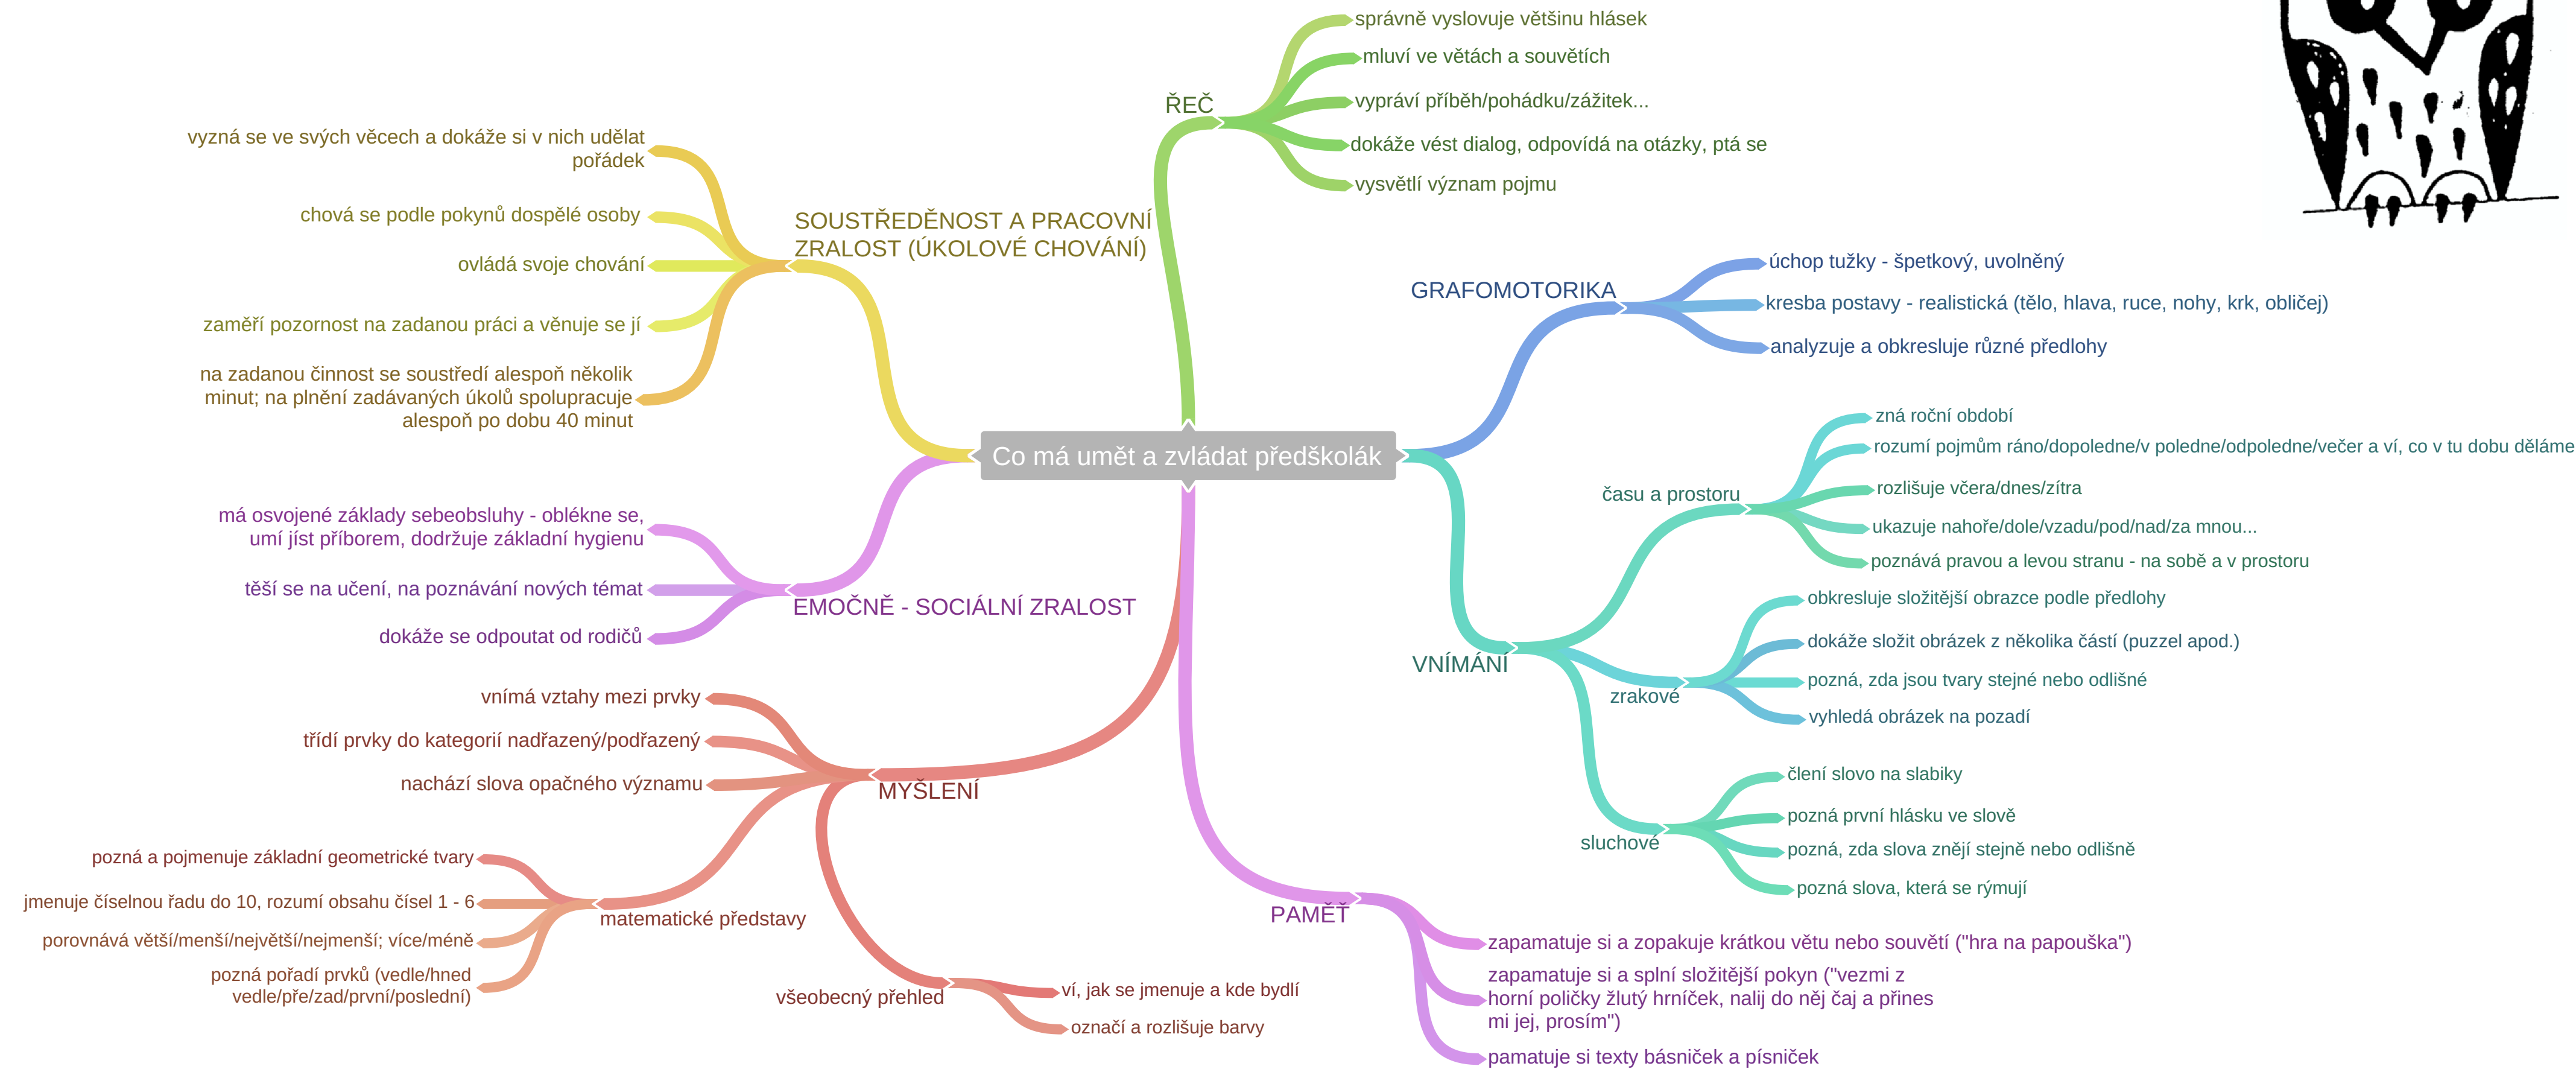 Co má umět a zvládat předškolák
ŘEČ
správně vyslovuje většinu hlásek
mluví ve větách a souvětích
vypráví příběh/pohádku/zážitek...
dokáže vést dialog, odpovídá na otázky, ptá se
vysvětlí význam pojmu
GRAFOMOTORIKA
úchop tužky - špetkový, uvolněný
kresba postavy - realistická (tělo, hlava, ruce, nohy, krk, obličej)
analyzuje a obkresluje různé předlohy
VNÍMÁNÍ
času a prostoru
zná roční období
rozumí pojmům ráno/dopoledne/v poledne/odpoledne/večer a ví, co v tu dobu děláme
rozlišuje včera/dnes/zítra
ukazuje nahoře/dole/vzadu/pod/nad/za mnou...
poznává pravou a levou stranu - na sobě a v prostoru
zrakové
obkresluje složitější obrazce podle předlohy
dokáže složit obrázek z několika částí (puzzel apod.)
pozná, zda jsou tvary stejné nebo odlišné
vyhledá obrázek na pozadí
sluchové
člení slovo na slabiky
pozná první hlásku ve slově
pozná, zda slova znějí stejně nebo odlišně
pozná slova, která se rýmují
PAMĚŤ
zapamatuje si a zopakuje krátkou větu nebo souvětí ("hra na papouška")
zapamatuje si a splní složitější pokyn ("vezmi z
horní poličky žlutý hrníček, nalij do něj čaj a přines
mi jej, prosím")
pamatuje si texty básniček a písniček
SOUSTŘEDĚNOST A PRACOVNÍ
ZRALOST (ÚKOLOVÉ CHOVÁNÍ)
vyzná se ve svých věcech a dokáže si v nich udělat
pořádek
chová se podle pokynů dospělé osoby
ovládá svoje chování
zaměří pozornost na zadanou práci a věnuje se jí
na zadanou činnost se soustředí alespoň několik
minut; na plnění zadávaných úkolů spolupracuje
alespoň po dobu 40 minut
EMOČNĚ - SOCIÁLNÍ ZRALOST
má osvojené základy sebeobsluhy - oblékne se,
umí jíst příborem, dodržuje základní hygienu
těší se na učení, na poznávání nových témat
dokáže se odpoutat od rodičů
MYŠLENÍ
vnímá vztahy mezi prvky
třídí prvky do kategorií nadřazený/podřazený
nachází slova opačného významu
matematické představy
pozná a pojmenuje základní geometrické tvary
jmenuje číselnou řadu do 10, rozumí obsahu čísel 1 - 6
porovnává větší/menší/největší/nejmenší; více/méně
pozná pořadí prvků (vedle/hned
vedle/pře/zad/první/poslední)
všeobecný přehled
ví, jak se jmenuje a kde bydlí
označí a rozlišuje barvy